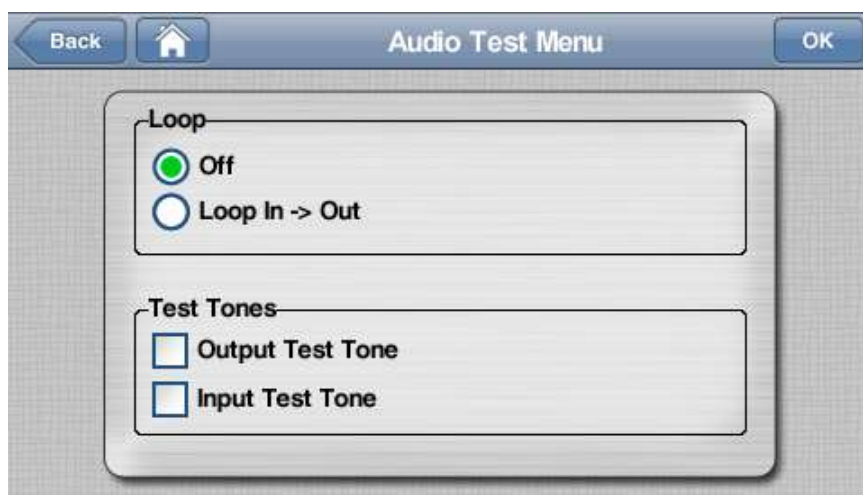 Back
Audio Test Menu
OK
Loop
Off
Loop In -> Out
Test Tones
Output Test Tone
Input Test Tone